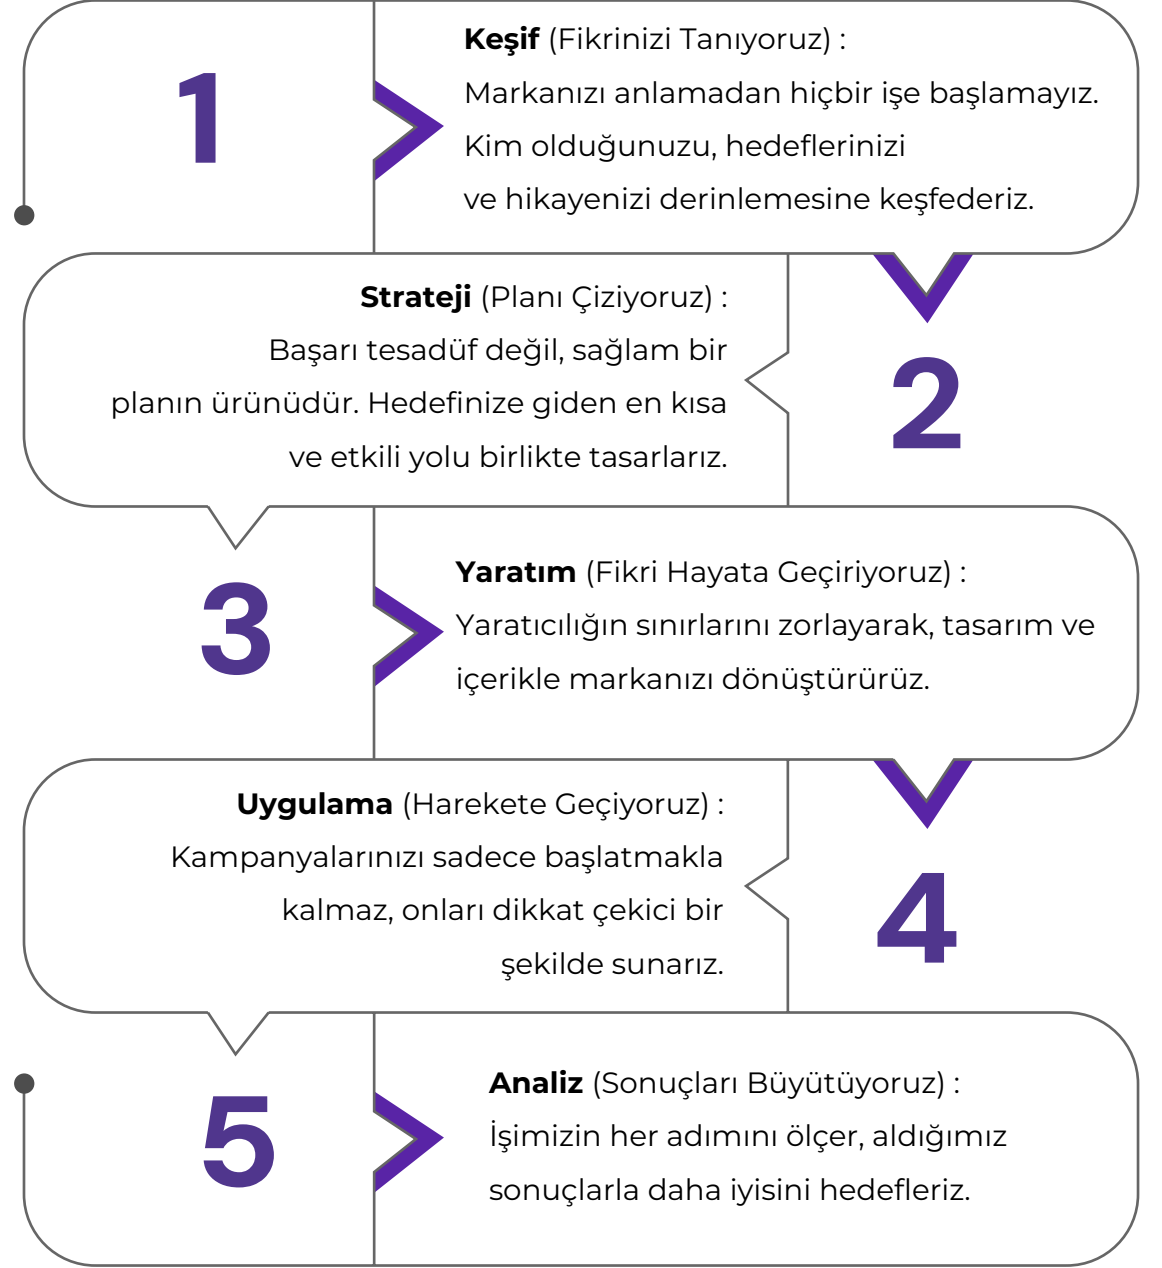 1
Keşif (Fikrinizi Tanıyoruz) :
Markanızı anlamadan hiçbir işe başlamayız.
Kim olduğunuzu, hedeflerinizi
ve hikayenizi derinlemesine keşfederiz.
2
Strateji (Planı Çiziyoruz) :
Başarı tesadüf değil, sağlam bir
planın ürünüdür. Hedefinize giden en kısa
ve etkili yolu birlikte tasarlarız.
3
Yaratım (Fikri Hayata Geçiriyoruz) :
Yaratıcılığın sınırlarını zorlayarak, tasarım ve
içerikle markanızı dönüştürürüz.
4
Uygulama (Harekete Geçiyoruz) :
Kampanyalarınızı sadece başlatmakla
kalmaz, onları dikkat çekici bir
şekilde sunarız.
5
Analiz (Sonuçları Büyütüyoruz) :
İşimizin her adımını ölçer, aldığımız
sonuçlarla daha iyisini hedefleriz.